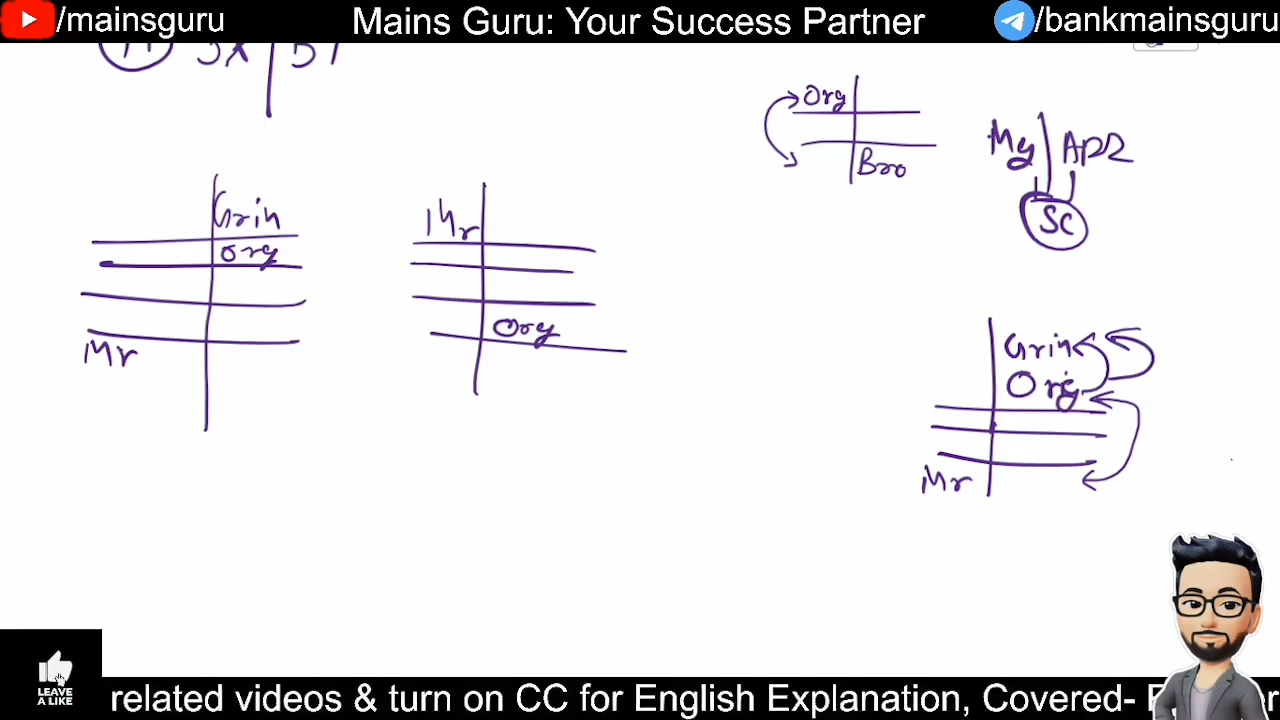 /mainsguru Mains Guru: Your Success Partner /bankmainsguru
Org
Bro
My APR
SC
Grin
Org
Mr
Mr
Org
Grin
Org
Mr
LEAVE
A LIKE
related videos & turn on CC for English Explanation, Covered-